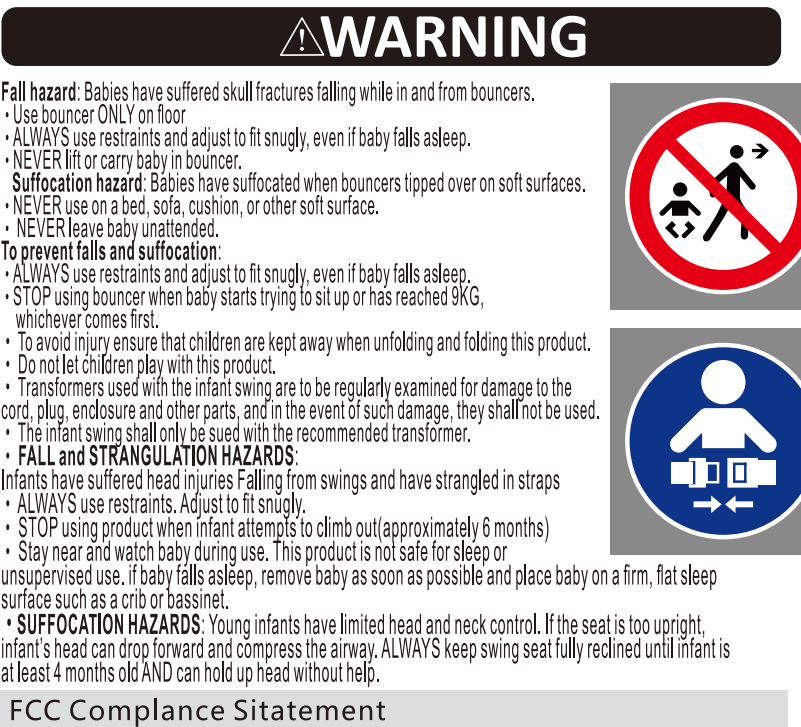 ⚠WARNING
Fall hazard: Babies have suffered skull fractures falling while in and from bouncers.
• Use bouncer ONLY on floor
• ALWAYS use restraints and adjust to fit snugly, even if baby falls asleep.
• NEVER lift or carry baby in bouncer.
Suffocation hazard: Babies have suffocated when bouncers tipped over on soft surfaces.
• NEVER use on a bed, sofa, cushion, or other soft surface.
• NEVER leave baby unattended.
To prevent falls and suffocation:
• ALWAYS use restraints and adjust to fit snugly, even if baby falls asleep.
• STOP using bouncer when baby starts trying to sit up or has reached 9KG,
whichever comes first.
• To avoid injury ensure that children are kept away when unfolding and folding this product.
• Do not let children play with this product.
• Transformers used with the infant swing are to be regularly examined for damage to the
cord, plug, enclosure and other parts, and in the event of such damage, they shall not be used.
• The infant swing shall only be sued with the recommended transformer.
• FALL and STRANGULATION HAZARDS:
Infants have suffered head injuries Falling from swings and have strangled in straps
• ALWAYS use restraints. Adjust to fit snugly.
• STOP using product when infant attempts to climb out(approximately 6 months)
• Stay near and watch baby during use. This product is not safe for sleep or
unsupervised use. if baby falls asleep, remove baby as soon as possible and place baby on a firm, flat sleep
surface such as a crib or bassinet.
• SUFFOCATION HAZARDS: Young infants have limited head and neck control. If the seat is too upright,
infant's head can drop forward and compress the airway. ALWAYS keep swing seat fully reclined until infant is
at least 4 months old AND can hold up head without help.
FCC Complance Sitatement